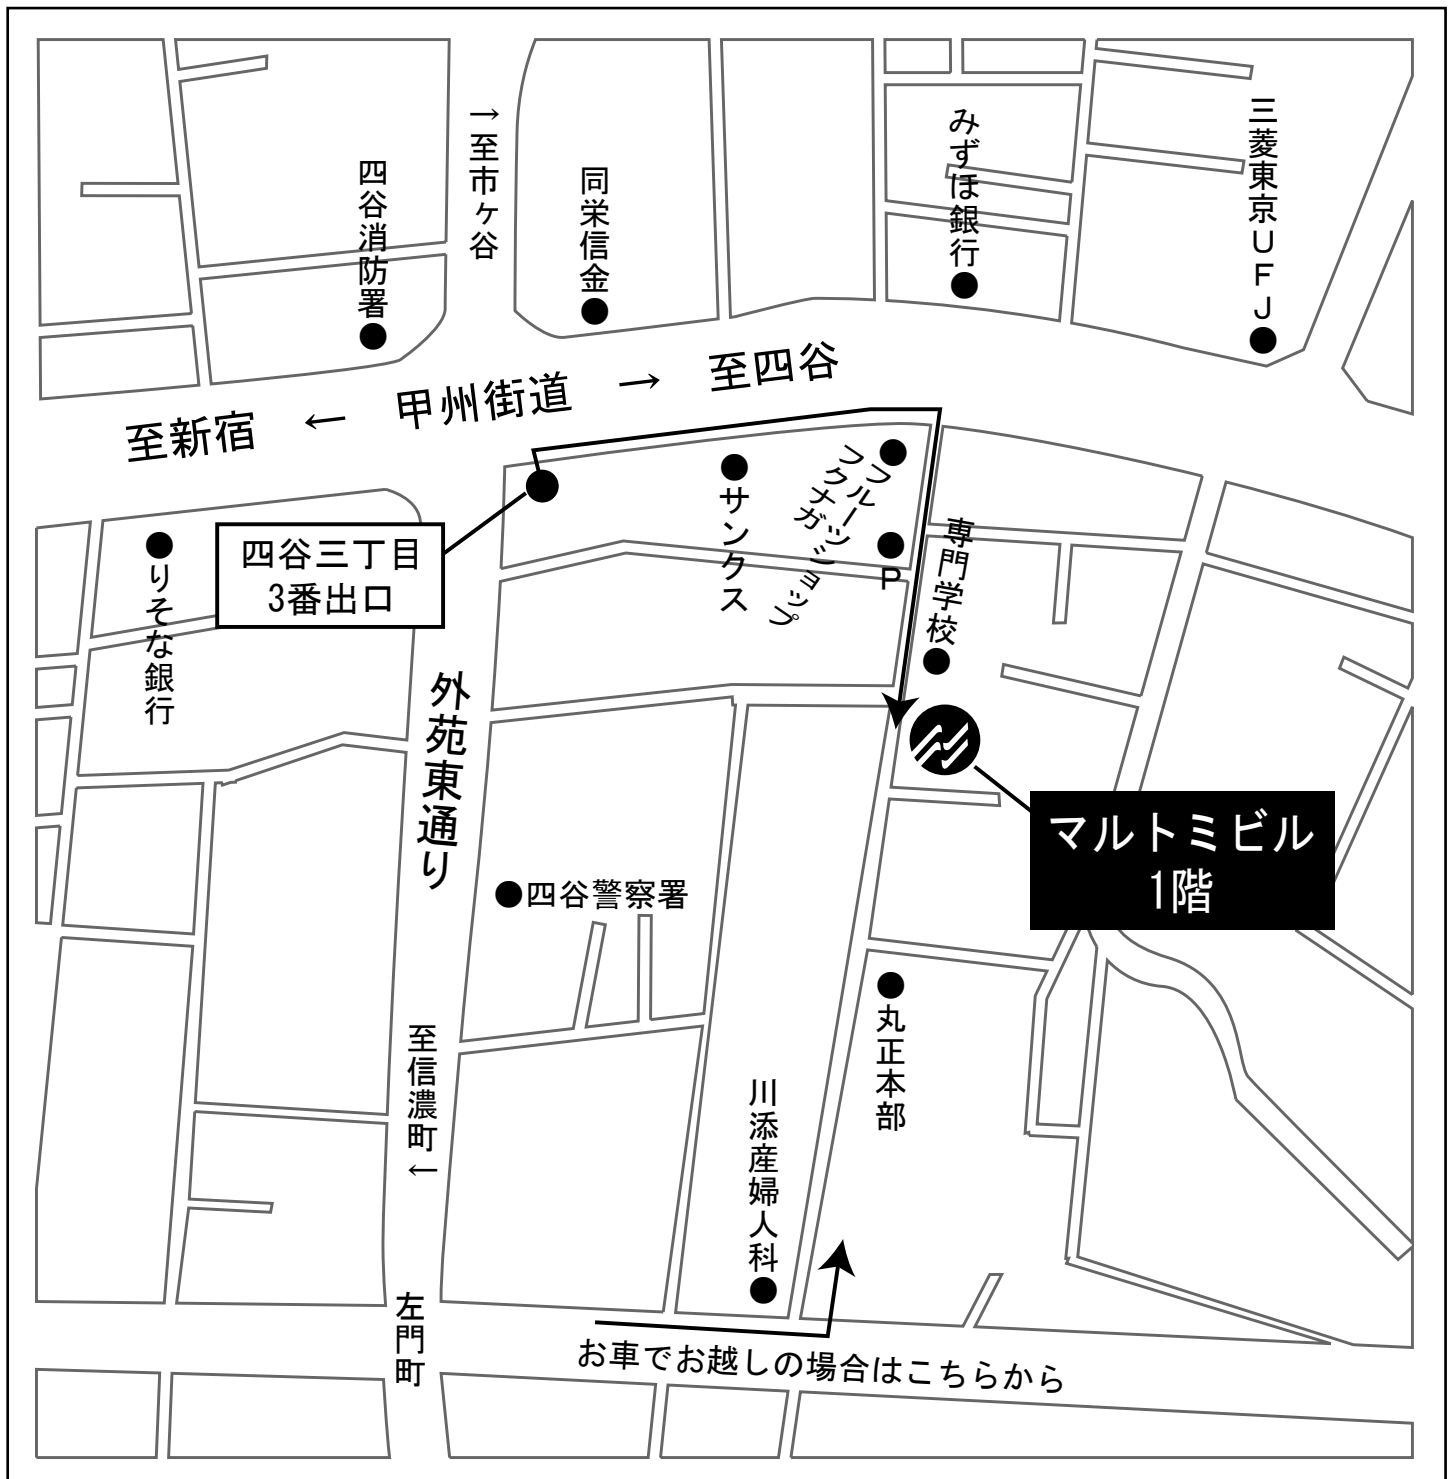 →至市ヶ谷
四谷消防署
同栄信金
みずほ銀行
三菱東京UFJ
至新宿 ← 甲州街道 → 至四谷
四谷三丁目
3番出口
りそな銀行
サンクス
フルーツショップ
フクナガ
P
専門学校
外苑東通り
マルトミビル
1階
四谷警察署
丸正本部
至信濃町←
川添産婦人科
左門町
お車でお越しの場合はこちらから